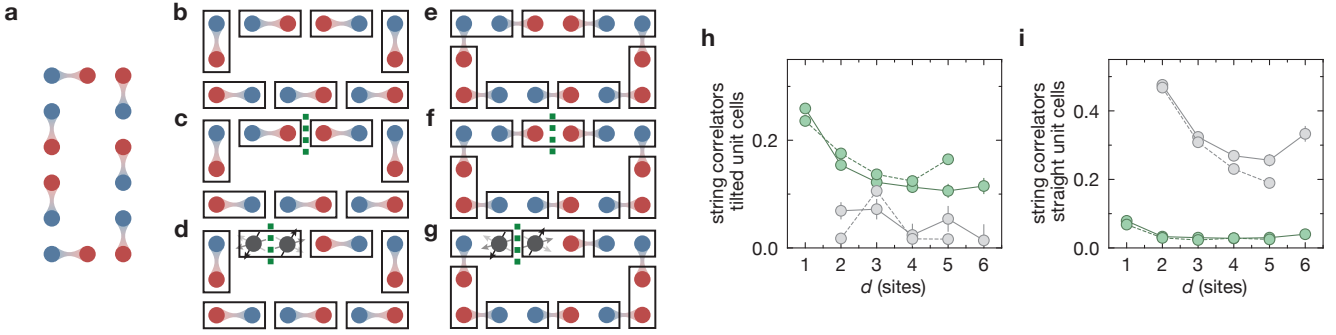 a
b
c
d
e
f
g
h
string correlators
tilted unit cells
0.2
0.0
1 2 3 4 5 6
d (sites)
i
string correlators
straight unit cells
0.4
0.2
0.0
1 2 3 4 5 6
d (sites)